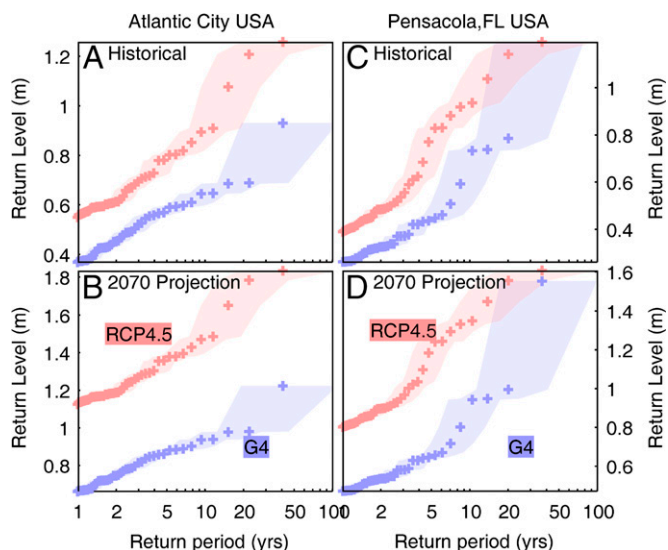 Atlantic City USA
Pensacola,FL USA
A Historical
C Historical
Return Level (m)
1.2
1
0.8
0.6
0.4
1
0.8
0.6
0.4
Return Level (m)
B 2070 Projection
D 2070 Projection
RCP4.5
RCP4.5
G4
G4
Return Level (m)
1.8
1.6
1.4
1.2
1
0.8
1.6
1.4
1.2
1
0.8
0.6
Return Level (m)
1 2 5 10 20 50 100
2 5 10 20 50 100
Return period (yrs)
Return period (yrs)